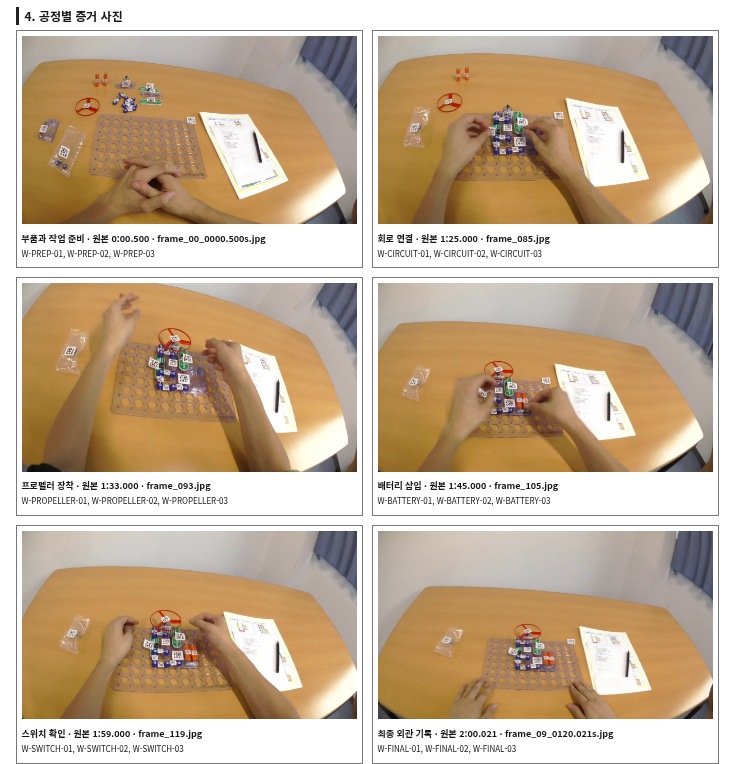 4. 공정별 증거 사진
부품과 작업 준비 · 원본 0:00.500 · frame_00_0000.500s.jpg
W-PREP-01, W-PREP-02, W-PREP-03
회로 연결 · 원본 1:25.000 · frame_085.jpg
W-CIRCUIT-01, W-CIRCUIT-02, W-CIRCUIT-03
프로펠러 장착 · 원본 1:33.000 · frame_093.jpg
W-PROPELLER-01, W-PROPELLER-02, W-PROPELLER-03
배터리 삽입 · 원본 1:45.000 · frame_105.jpg
W-BATTERY-01, W-BATTERY-02, W-BATTERY-03
스위치 확인 · 원본 1:59.000 · frame_119.jpg
W-SWITCH-01, W-SWITCH-02, W-SWITCH-03
최종 외관 기록 · 원본 2:00.021 · frame_09_0120.021s.jpg
W-FINAL-01, W-FINAL-02, W-FINAL-03